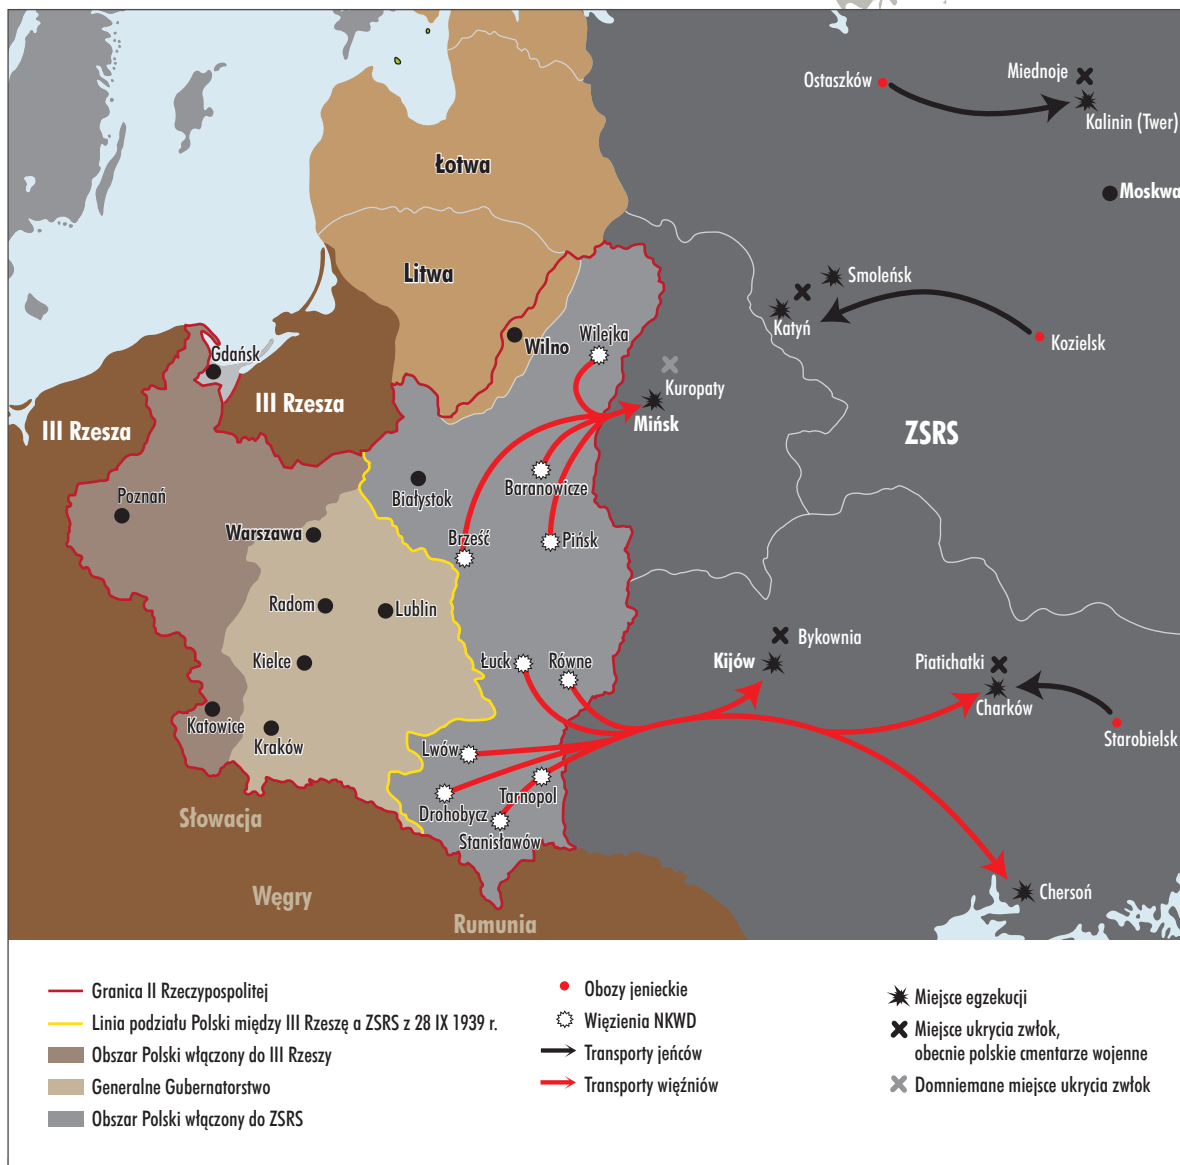 Ostaszków
Miednoje
Kalinin (Twer)
Moskwa
Łotwa
Litwa
Smoleńsk
Katyń
Kozielsk
Wilno
Wilejka
Gdańsk
Kuropaty
Mińsk
III Rzesza
III Rzesza
ZSRS
Poznań
Białystok
Baranowicze
Warszawa
Brześć
Pińsk
Radom
Lublin
Kielce
Łuck
Równe
Kijów
Bykownia
Piatichatki
Charków
Starobielsk
Katowice
Kraków
Lwów
Tarnopol
Drohobycz
Stanisławów
Słowacja
Węgry
Rumunia
Chersoń
Granica II Rzeczypospolitej
Linia podziału Polski między III Rzeszę a ZSRS z 28 IX 1939 r.
Obszar Polski włączony do III Rzeszy
Generalne Gubernatorstwo
Obszar Polski włączony do ZSRS
Obozy jenieckie
Więzienia NKWD
Transporty jeńców
Transporty więźniów
Miejsce egzekucji
Miejsce ukrycia zwłok,
obecnie polskie cmentarze wojenne
Domniemane miejsce ukrycia zwłok